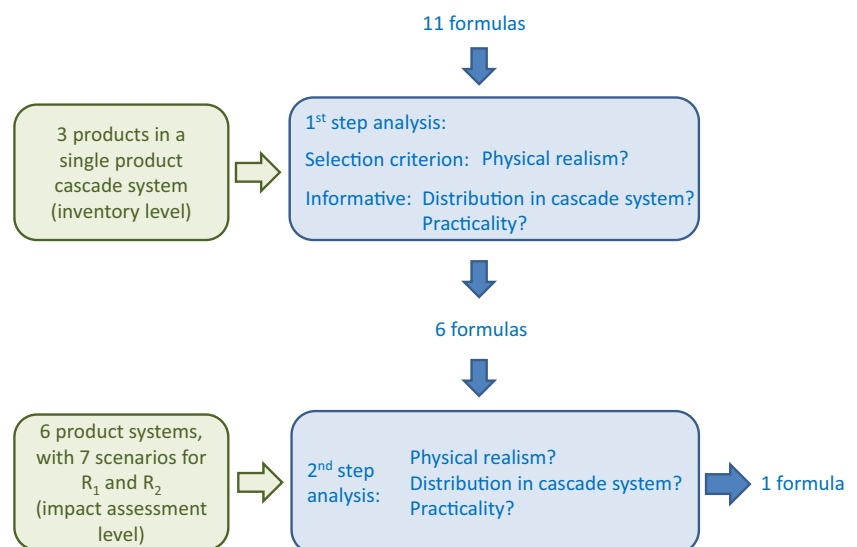 11 formulas
3 products in a
single product
cascade system
(inventory level)
1st step analysis:
Selection criterion: Physical realism?
Informative: Distribution in cascade system?
Practicality?
6 formulas
6 product systems,
with 7 scenarios for
R1 and R2
(impact assessment
level)
2nd step
analysis:
Physical realism?
Distribution in cascade system?
Practicality?
1 formula